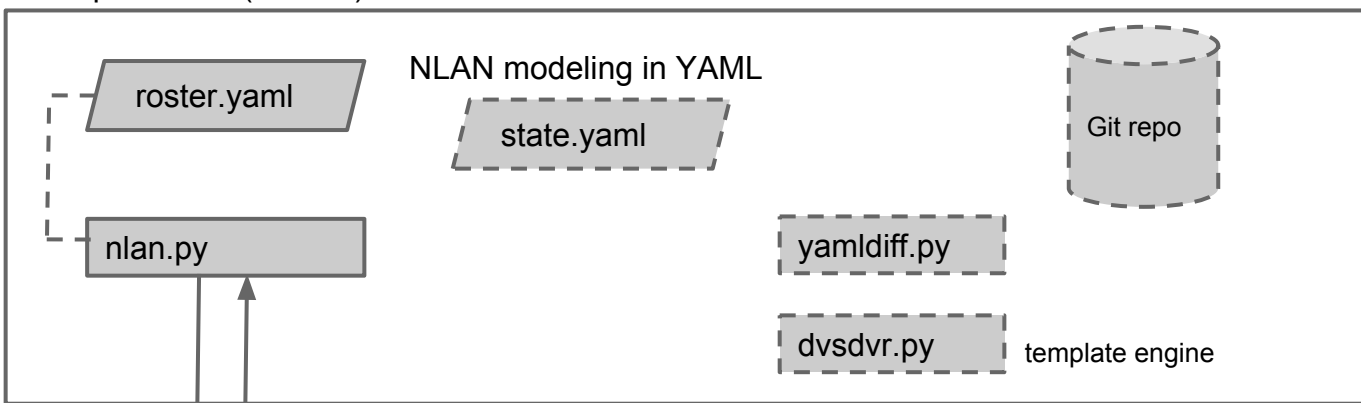 NLAN modeling in YAML
roster.yaml
state.yaml
Git repo
nlan.py
yamldiff.py
dvsdvr.py
template engine